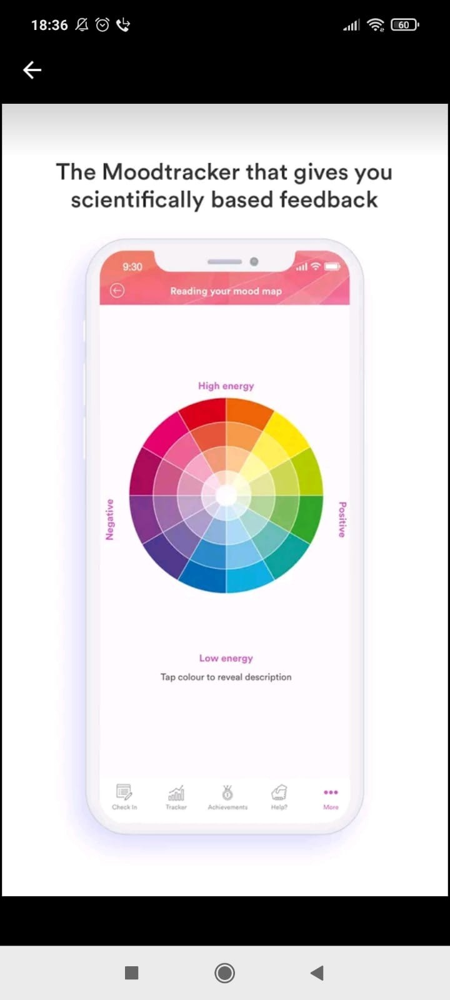 18:36
60
The Moodtracker that gives you
scientifically based feedback
9:30
Reading your mood map
High energy
Negative
Positive
Low energy
Tap colour to reveal description
Check In
Tracker
Achievements
Help?
More